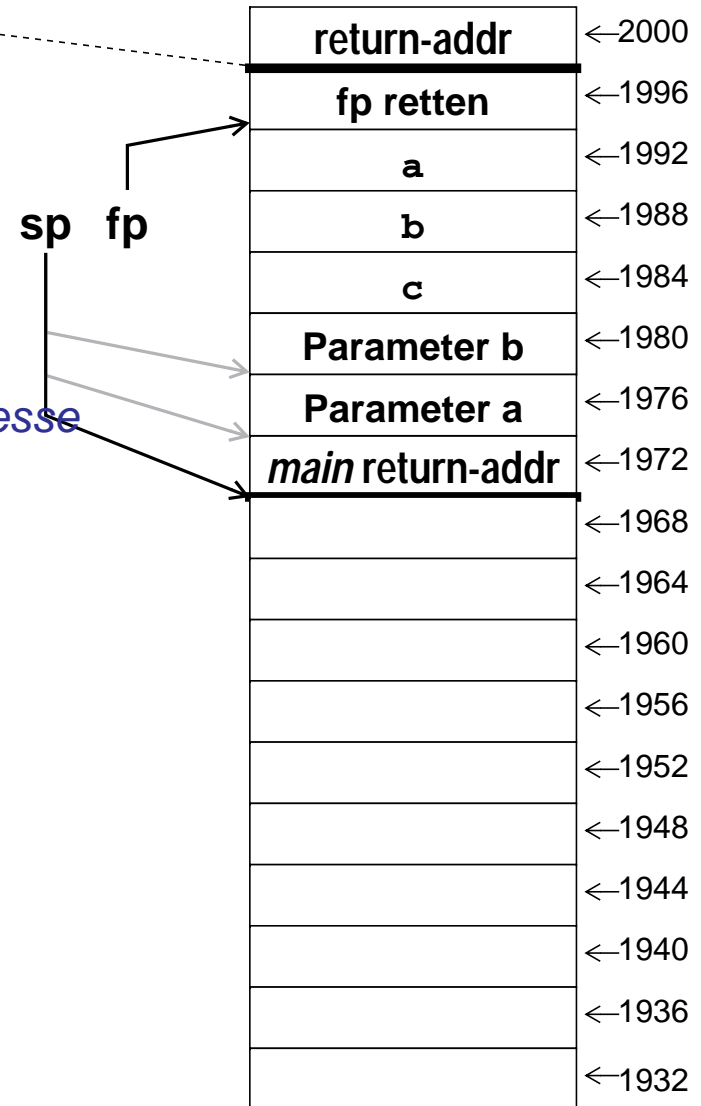 return-addr ←2000
fp retten ←1996
a ←1992
sp fp b ←1988
c ←1984
Parameter b ←1980
Parameter a ←1976
esse
main return-addr ←1972
←1968
←1964
←1960
←1956
←1952
←1948
←1944
←1940
←1936
←1932